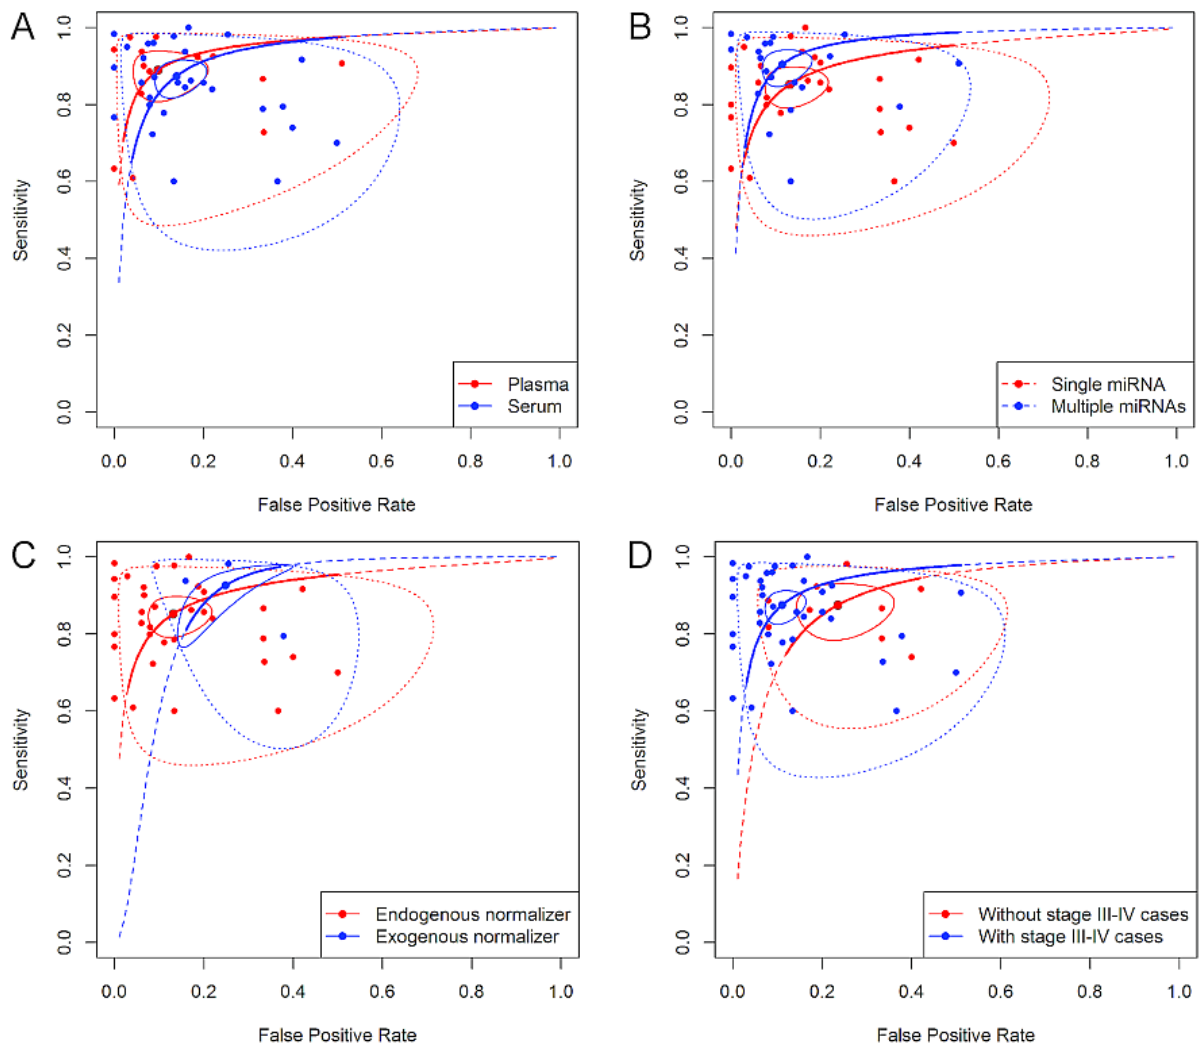 A
1.0
0.8
0.6
0.4
0.2
0.0
Sensitivity
Plasma
Serum
0.0 0.2 0.4 0.6 0.8 1.0
False Positive Rate
B
1.0
0.8
0.6
0.4
0.2
0.0
Sensitivity
Single miRNA
Multiple miRNAs
0.0 0.2 0.4 0.6 0.8 1.0
False Positive Rate
C
1.0
0.8
0.6
0.4
0.2
0.0
Sensitivity
Endogenous normalizer
Exogenous normalizer
0.0 0.2 0.4 0.6 0.8 1.0
False Positive Rate
D
1.0
0.8
0.6
0.4
0.2
0.0
Sensitivity
Without stage III-IV cases
With stage III-IV cases
0.0 0.2 0.4 0.6 0.8 1.0
False Positive Rate